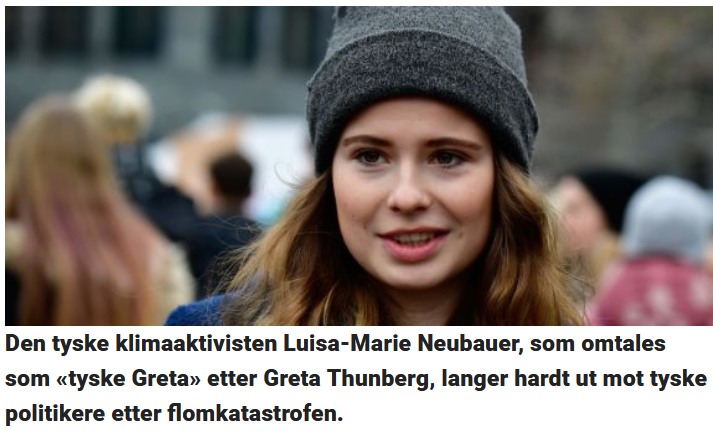 Den tyske klimaaktivisten Luisa-Marie Neubauer, som omtales
som «tyske Greta» etter Greta Thunberg, langer hardt ut mot tyske
politikere etter flomkatastrofen.